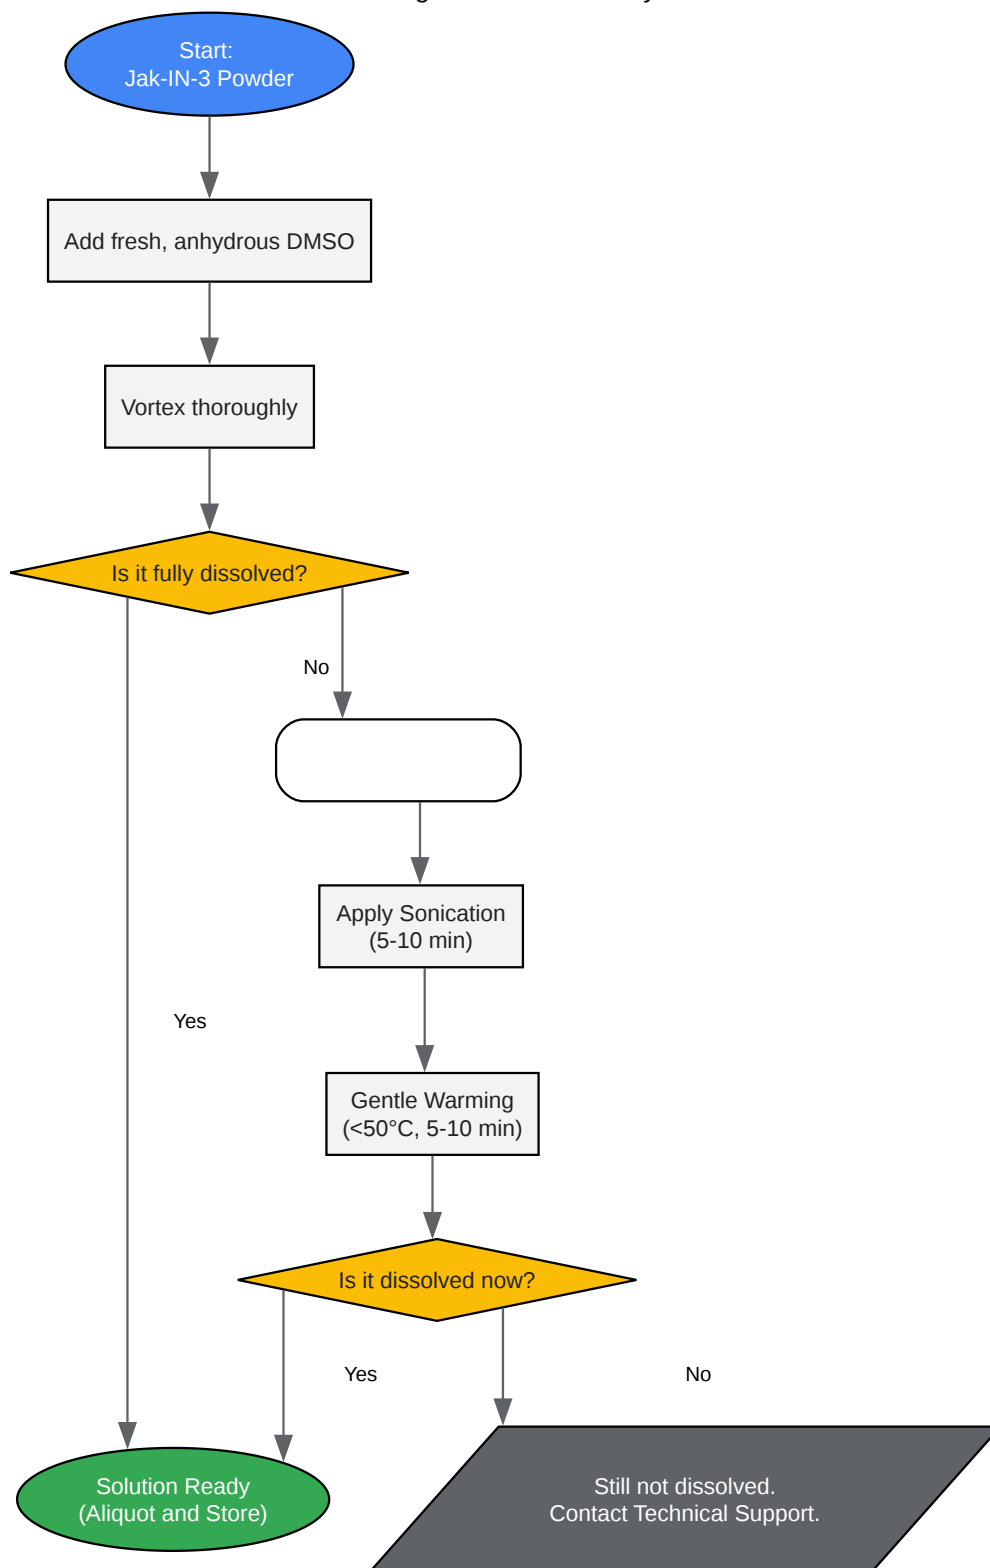 Start:
Jak-IN-3 Powder
Add fresh, anhydrous DMSO
Vortex thoroughly
Is it fully dissolved?
No
Apply Sonication
(5-10 min)
Yes
Gentle Warming
(<50°C, 5-10 min)
Is it dissolved now?
Yes
No
Solution Ready
(Aliquot and Store)
Still not dissolved.
Contact Technical Support.